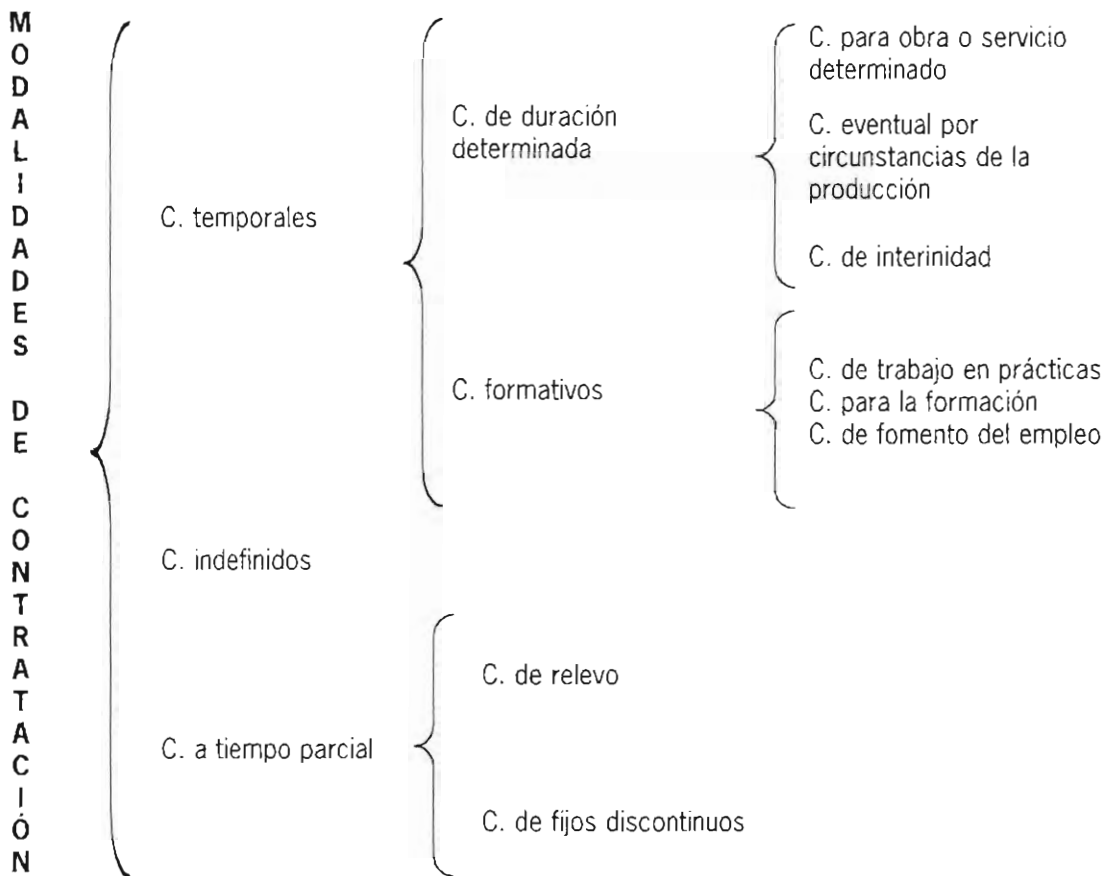 MODALIDADES DE CONTRATACIÓN
C. temporales
C. de duración
determinada
C. para obra o servicio
determinado
C. eventual por
circunstancias de la
producción
C. de interinidad
C. formativos
C. de trabajo en prácticas
C. para la formación
C. de fomento del empleo
C. indefinidos
C. a tiempo parcial
C. de relevo
C. de fijos discontinuos